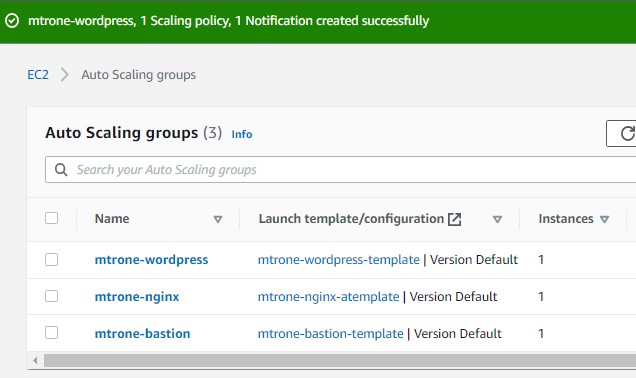 mtrone-wordpress, 1 Scaling policy, 1 Notification created successfully
EC2 > Auto Scaling groups
Auto Scaling groups (3) Info
Search your Auto Scaling groups
Name Launch template/configuration Instances
mtrone-wordpress mtrone-wordpress-template | Version Default 1
mtrone-nginx mtrone-nginx-atemplate | Version Default 1
mtrone-bastion mtrone-bastion-template | Version Default 1